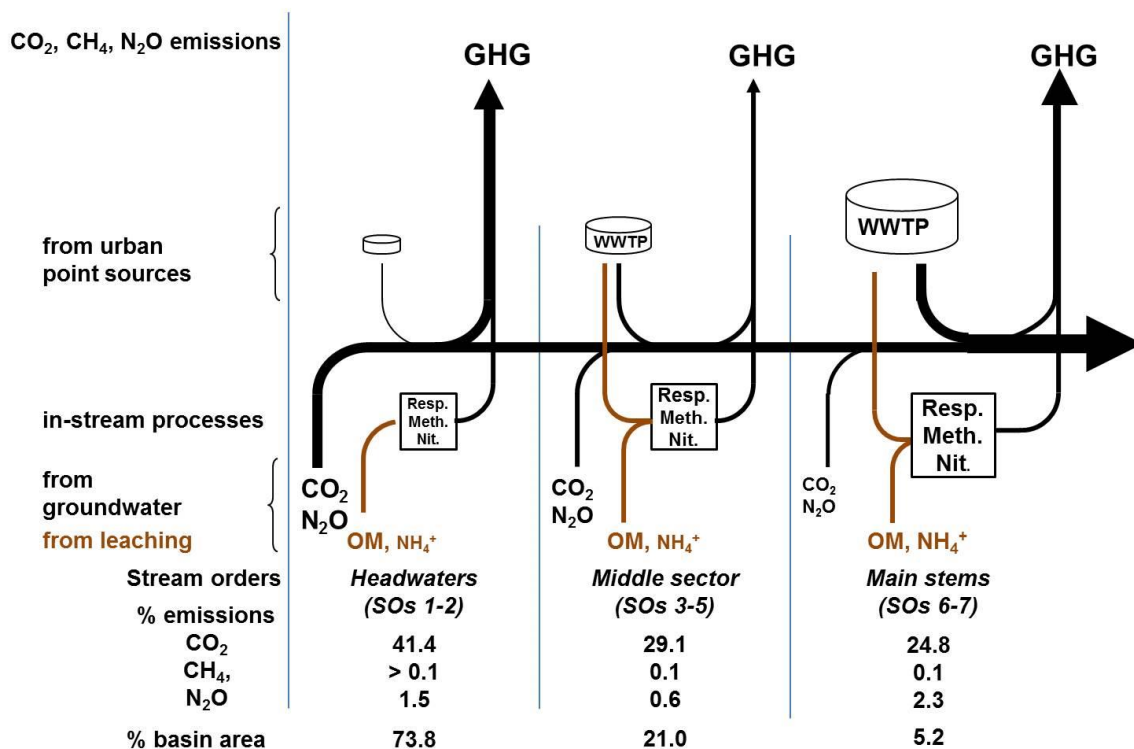 CO₂, CH₄, N₂O emissions
GHG
GHG
GHG
from urban
point sources
WWTP
WWTP
in-stream processes
Resp.
Meth.
Nit.
Resp.
Meth.
Nit.
Resp.
Meth.
Nit.
from
groundwater
CO₂
N₂O
CO₂
N₂O
CO₂
N₂O
from leaching
OM, NH₄⁺
OM, NH₄⁺
OM, NH₄⁺
Stream orders Headwaters Middle sector Main stems
(SOs 1-2) (SOs 3-5) (SOs 6-7)
% emissions
CO₂ 41.4 29.1 24.8
CH₄, > 0.1 0.1 0.1
N₂O 1.5 0.6 2.3
% basin area 73.8 21.0 5.2